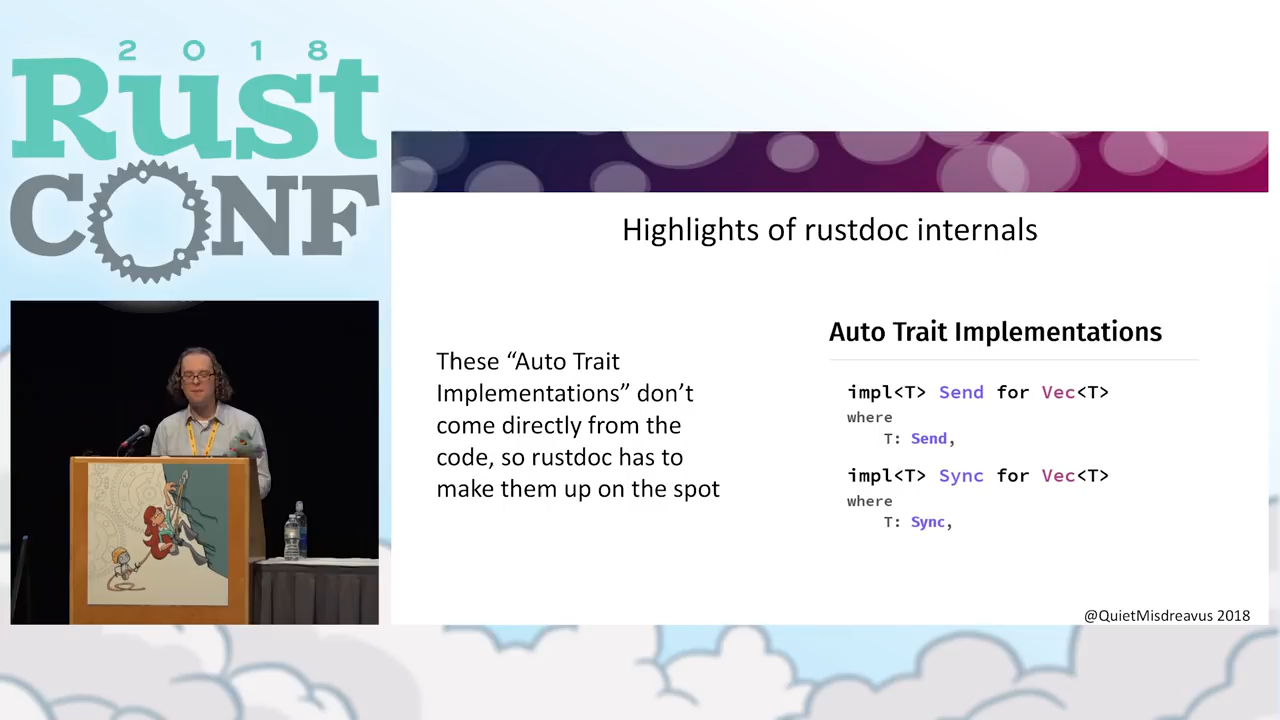 2018
Rust
CONF
Highlights of rustdoc internals
These “Auto Trait
Implementations” don’t
come directly from the
code, so rustdoc has to
make them up on the spot
Auto Trait Implementations
impl<T> Send for Vec<T>
where
T: Send,
impl<T> Sync for Vec<T>
where
T: Sync,
@QuietMisdreavus 2018